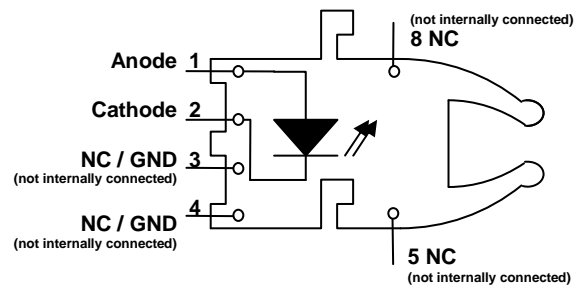 (not internally connected)
8 NC
Anode 1
Cathode 2
NC / GND 3
(not internally connected)
4
NC / GND
(not internally connected)
5 NC
(not internally connected)